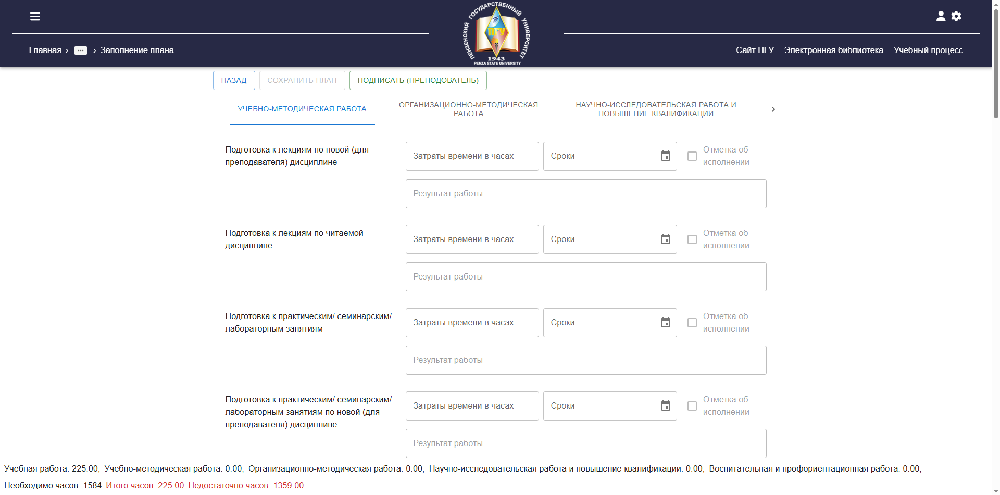 ПЕНЗЕНСКИЙ ГОСУДАРСТВЕННЫЙ УНИВЕРСИТЕТ
ПГУ
1943
PENZA STATE UNIVERSITY
Главная › ··· › Заполнение плана
Сайт ПГУ Электронная библиотека Учебный процесс
НАЗАД СОХРАНИТЬ ПЛАН ПОДПИСАТЬ (ПРЕПОДОВАТЕЛЬ)
УЧЕБНО-МЕТОДИЧЕСКАЯ РАБОТА
ОРГАНИЗАЦИОННО-МЕТОДИЧЕСКАЯ
РАБОТА
НАУЧНО-ИССЛЕДОВАТЕЛЬСКАЯ РАБОТА И
ПОВЫШЕНИЕ КВАЛИФИКАЦИИ
Подготовка к лекциям по новой (для
преподавателя) дисциплине
Затраты времени в часах
Сроки
Отметка об
исполнении
Результат работы
Подготовка к лекциям по читаемой
дисциплине
Затраты времени в часах
Сроки
Отметка об
исполнении
Результат работы
Подготовка к практическим/ семинарским/
лабораторным занятиям
Затраты времени в часах
Сроки
Отметка об
исполнении
Результат работы
Подготовка к практическим/ семинарским/
лабораторным занятиям по новой (для
преподавателя) дисциплине
Затраты времени в часах
Сроки
Отметка об
исполнении
Результат работы
Учебная работа: 225.00; Учебно-методическая работа: 0.00; Организационно-методическая работа: 0.00; Научно-исследовательская работа и повышение квалификации: 0.00; Воспитательная и профориентационная работа: 0.00;
Необходимо часов: 1584 Итого часов: 225.00 Недостаточно часов: 1359.00